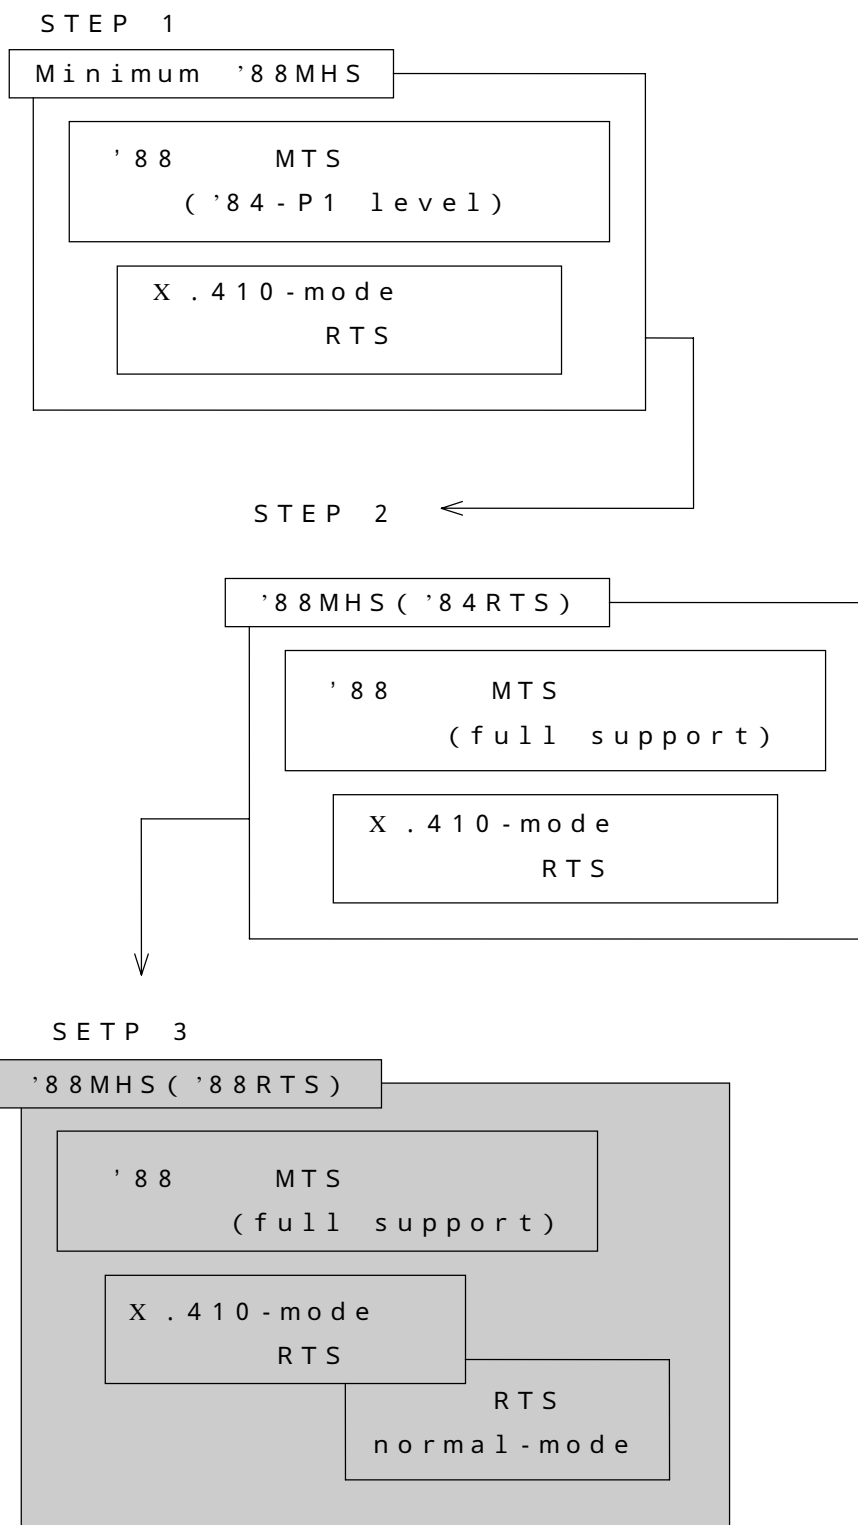 STEP 1
Minimum '88MHS
'88 MTS
('84-P1 level)
X.410-mode
RTS
STEP 2
'88MHS('84RTS)
'88 MTS
(full support)
X.410-mode
RTS
SETP 3
'88MHS('88RTS)
'88 MTS
(full support)
X.410-mode
RTS
RTS
normal-mode